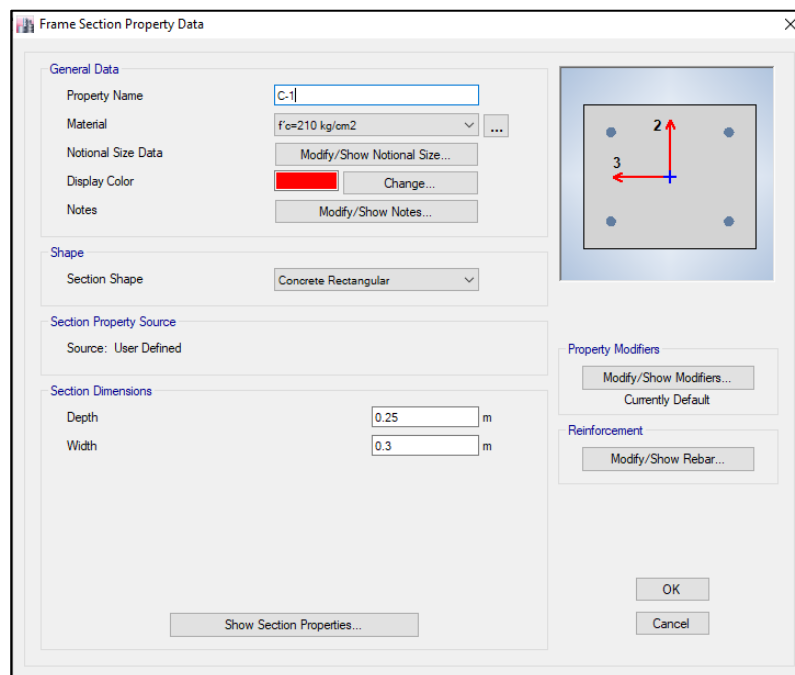 Frame Section Property Data
General Data
Property Name C-1
Material f'c=210 kg/cm2 ...
Notional Size Data Modify/Show Notional Size...
Display Color Change...
Notes Modify/Show Notes...
2
3
Shape
Section Shape Concrete Rectangular
Section Property Source
Source: User Defined
Property Modifiers
Modify/Show Modifiers...
Currently Default
Section Dimensions
Depth 0.25 m
Width 0.3 m
Reinforcement
Modify/Show Rebar...
OK
Show Section Properties...
Cancel